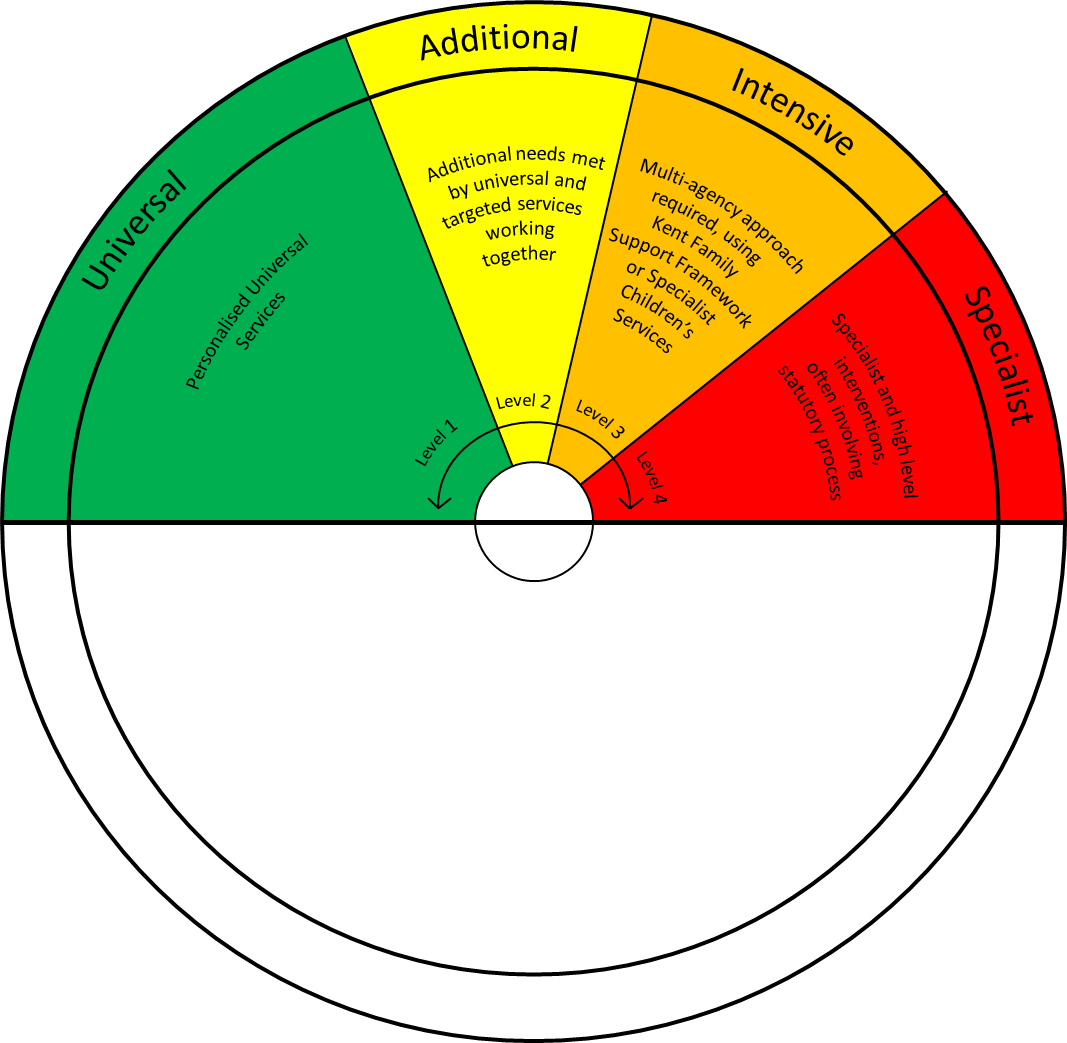 Universal
Personalised Universal
Services
Level 1
Additional
Additional needs met
by universal and
targeted services
working
together
Level 2
Intensive
Multi-agency approach
required, using
Kent Family
Support Framework
or Specialist
Children’s
Services
Level 3
Specialist
Specialist and high level
interventions,
often involving
statutory process
Level 4